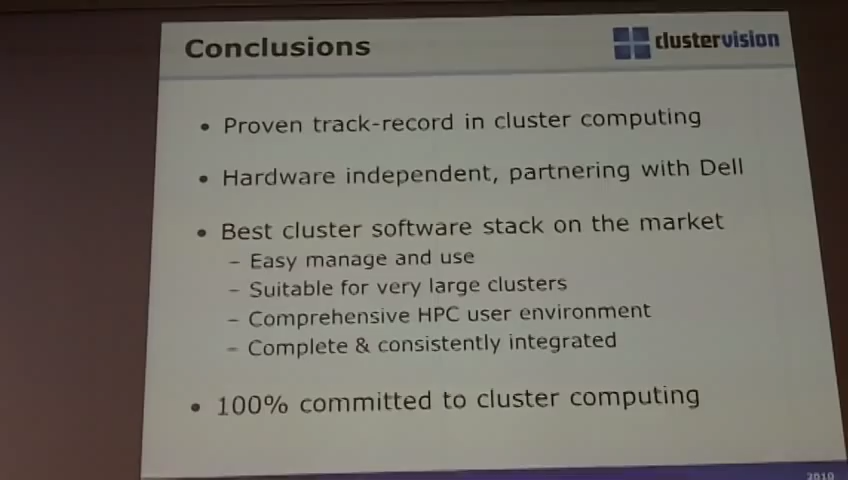 Conclusions
clustervision
• Proven track-record in cluster computing
• Hardware independent, partnering with Dell
• Best cluster software stack on the market
– Easy manage and use
– Suitable for very large clusters
– Comprehensive HPC user environment
– Complete & consistently integrated
• 100% committed to cluster computing
2010